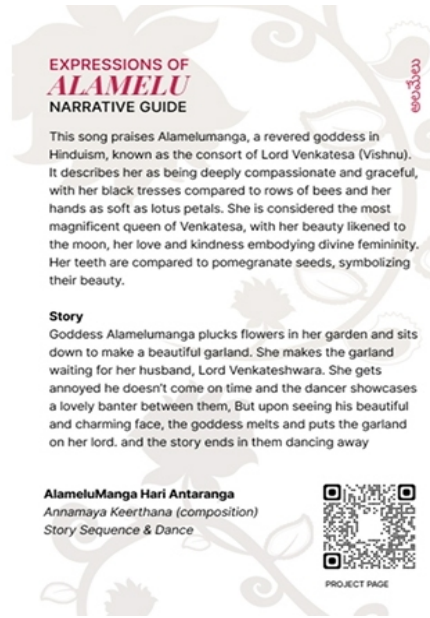 EXPRESSIONS OF
ALAMELU
NARRATIVE GUIDE
అలమేలు
This song praises Alamelumanga, a revered goddess in
Hinduism, known as the consort of Lord Venkatesa (Vishnu).
It describes her as being deeply compassionate and graceful,
with her black tresses compared to rows of bees and her
hands as soft as lotus petals. She is considered the most
magnificent queen of Venkatesa, with her beauty likened to
the moon, her love and kindness embodying divine femininity.
Her teeth are compared to pomegranate seeds, symbolizing
their beauty.
Story
Goddess Alamelumanga plucks flowers in her garden and sits
down to make a beautiful garland. She makes the garland
waiting for her husband, Lord Venkateshwara. She gets
annoyed he doesn't come on time and the dancer showcases
a lovely banter between them, But upon seeing his beautiful
and charming face, the goddess melts and puts the garland
on her lord. and the story ends in them dancing away
AlameluManga Hari Antaranga
Annamaya Keerthana (composition)
Story Sequence & Dance
PROJECT PAGE